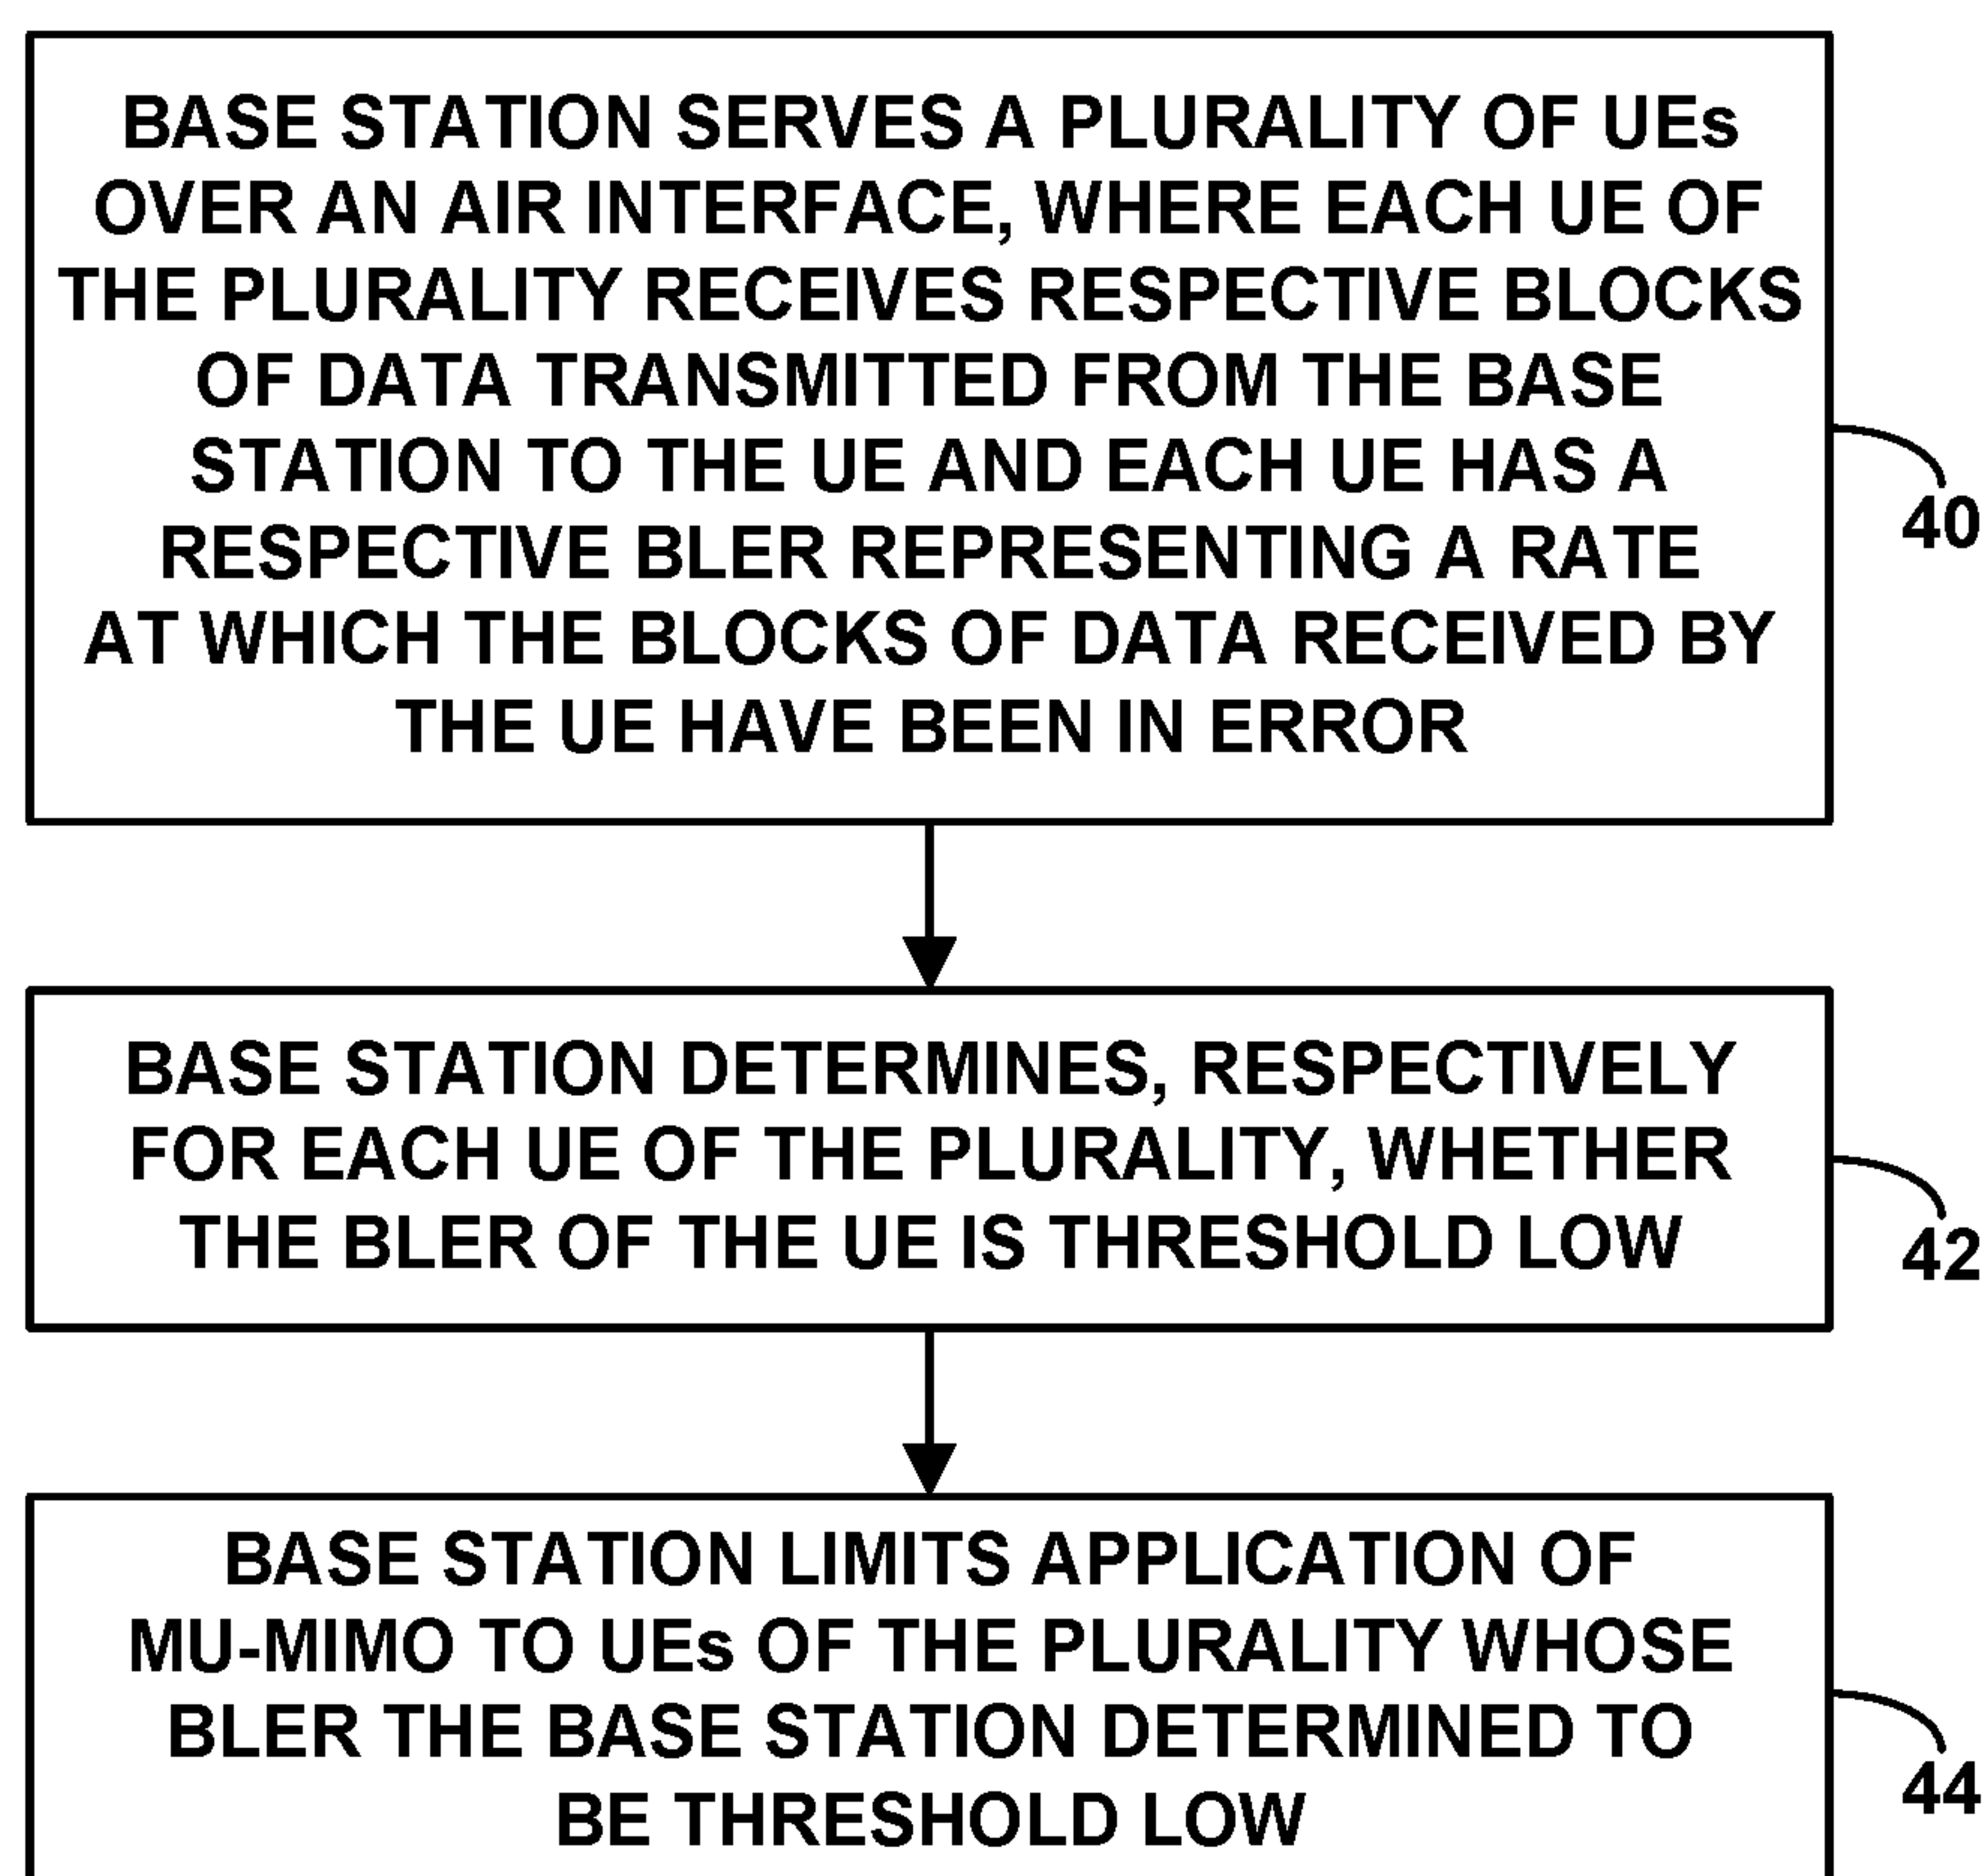 BASE STATION SERVES A PLURALITY OF UEs
OVER AN AIR INTERFACE, WHERE EACH UE OF
THE PLURALITY RECEIVES RESPECTIVE BLOCKS
OF DATA TRANSMITTED FROM THE BASE
STATION TO THE UE AND EACH UE HAS A
RESPECTIVE BLER REPRESENTING A RATE
AT WHICH THE BLOCKS OF DATA RECEIVED BY
THE UE HAVE BEEN IN ERROR
40
BASE STATION DETERMINES, RESPECTIVELY
FOR EACH UE OF THE PLURALITY, WHETHER
THE BLER OF THE UE IS THRESHOLD LOW
42
BASE STATION LIMITS APPLICATION OF
MU-MIMO TO UEs OF THE PLURALITY WHOSE
BLER THE BASE STATION DETERMINED TO
BE THRESHOLD LOW
44